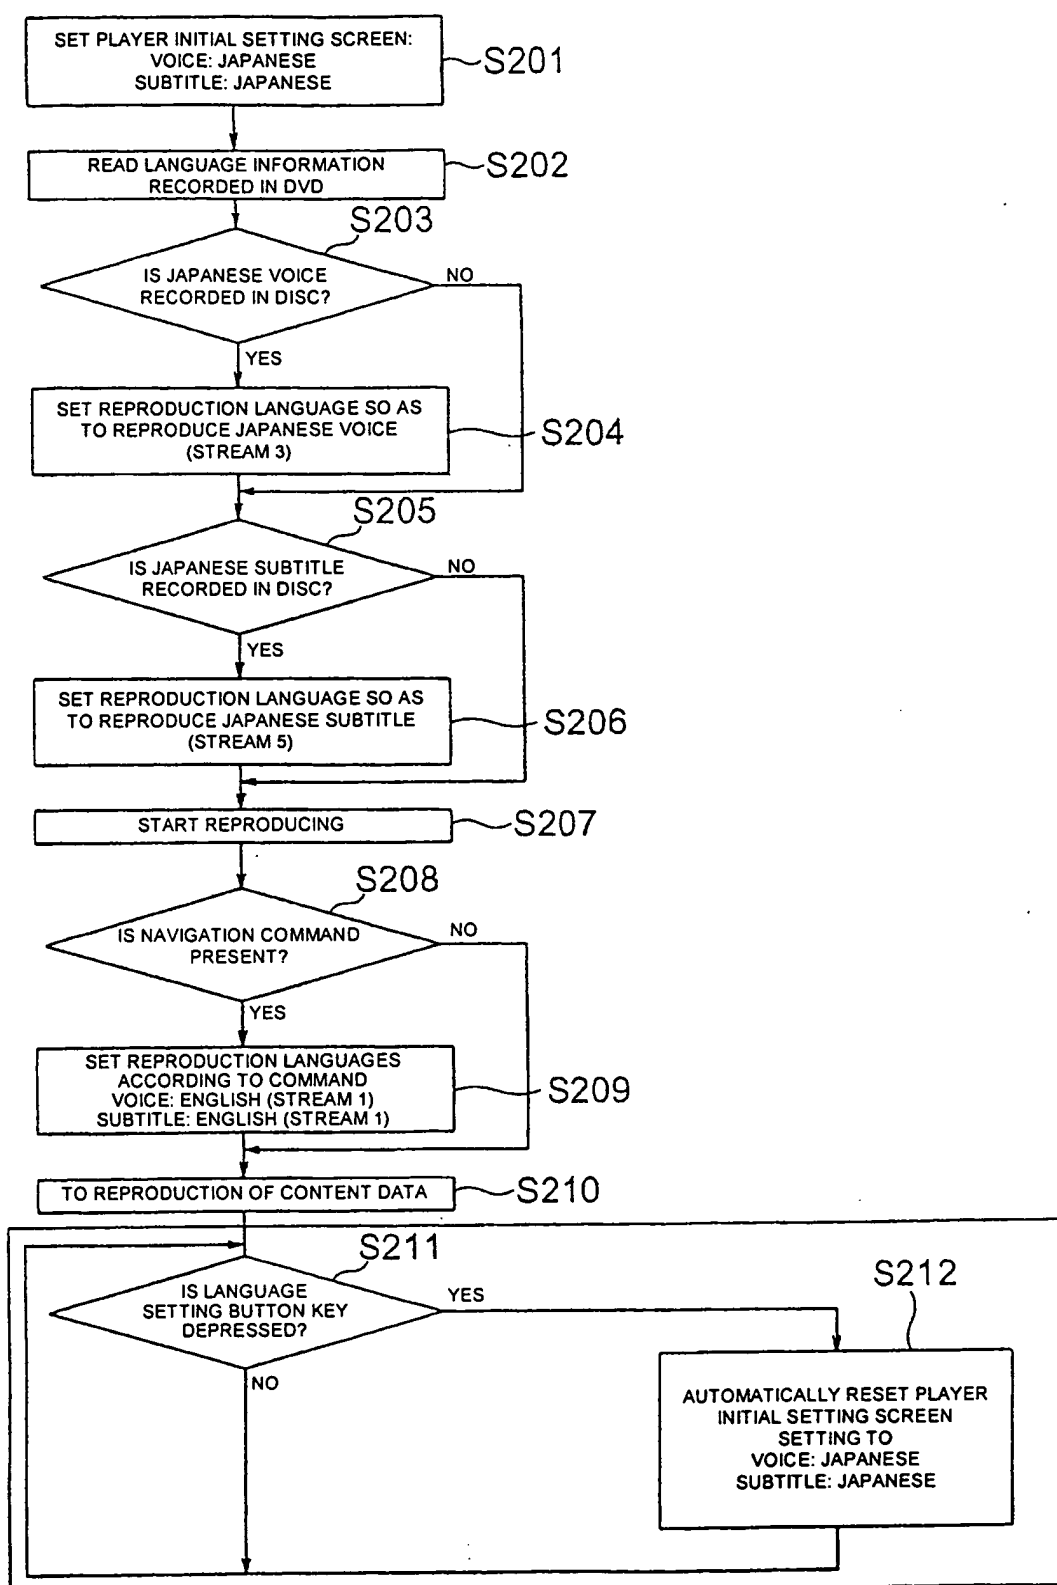 SET PLAYER INITIAL SETTING SCREEN:
VOICE: JAPANESE
SUBTITLE: JAPANESE
S201
READ LANGUAGE INFORMATION
RECORDED IN DVD
S202
S203
IS JAPANESE VOICE
RECORDED IN DISC?
NO
YES
SET REPRODUCTION LANGUAGE SO AS
TO REPRODUCE JAPANESE VOICE
(STREAM 3)
S204
S205
IS JAPANESE SUBTITLE
RECORDED IN DISC?
NO
YES
SET REPRODUCTION LANGUAGE SO AS
TO REPRODUCE JAPANESE SUBTITLE
(STREAM 5)
S206
START REPRODUCING
S207
S208
IS NAVIGATION COMMAND
PRESENT?
NO
YES
SET REPRODUCTION LANGUAGES
ACCORDING TO COMMAND
VOICE: ENGLISH (STREAM 1)
SUBTITLE: ENGLISH (STREAM 1)
S209
TO REPRODUCTION OF CONTENT DATA
S210
S211
IS LANGUAGE
SETTING BUTTON KEY
DEPRESSED?
YES
NO
S212
AUTOMATICALLY RESET PLAYER
INITIAL SETTING SCREEN
SETTING TO
VOICE: JAPANESE
SUBTITLE: JAPANESE